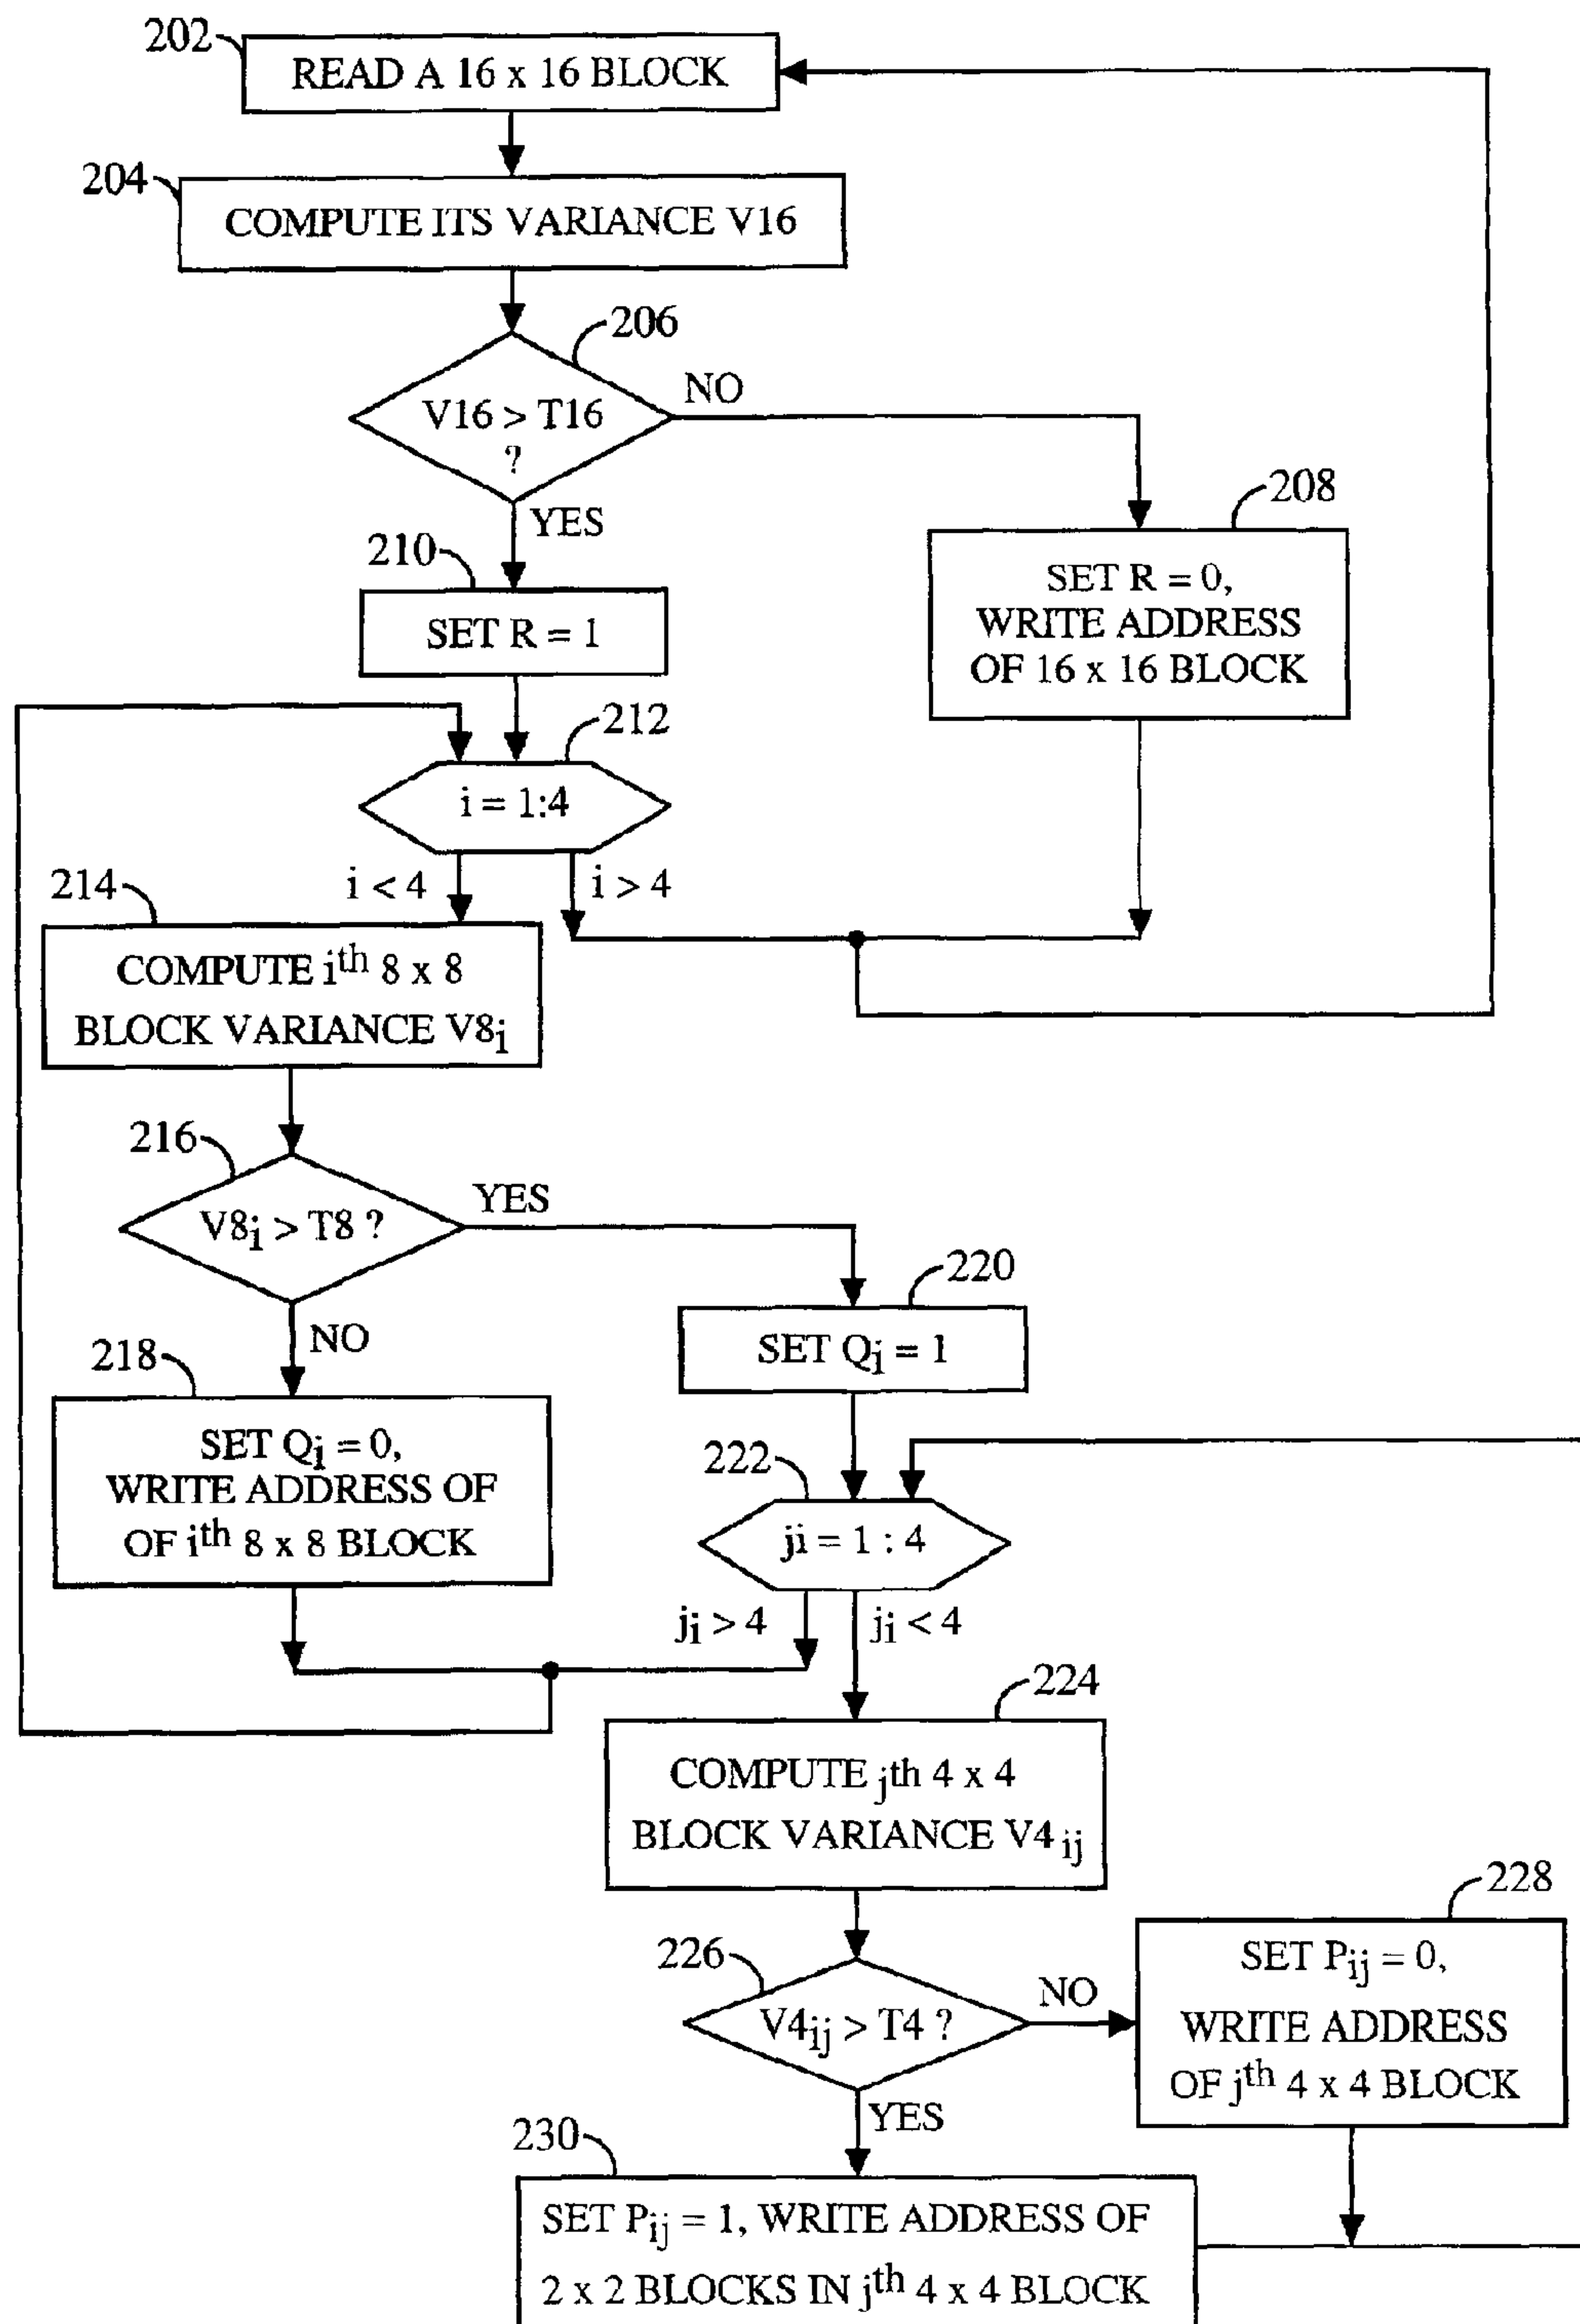 202
READ A 16 x 16 BLOCK
204
COMPUTE ITS VARIANCE V16
206
V16 > T16
?
NO
YES
208
SET R = 0,
WRITE ADDRESS
OF 16 x 16 BLOCK
210
SET R = 1
212
i = 1:4
i < 4
i > 4
214
COMPUTE ith 8 x 8
BLOCK VARIANCE V8i
216
V8i > T8 ?
YES
NO
220
SET Qi = 1
218
SET Qi = 0,
WRITE ADDRESS OF
OF ith 8 x 8 BLOCK
222
ji = 1 : 4
ji > 4
ji < 4
224
COMPUTE jth 4 x 4
BLOCK VARIANCE V4 ij
226
V4ij > T4 ?
NO
YES
228
SET Pij = 0,
WRITE ADDRESS
OF jth 4 x 4 BLOCK
230
SET Pij = 1, WRITE ADDRESS OF
2 x 2 BLOCKS IN jth 4 x 4 BLOCK